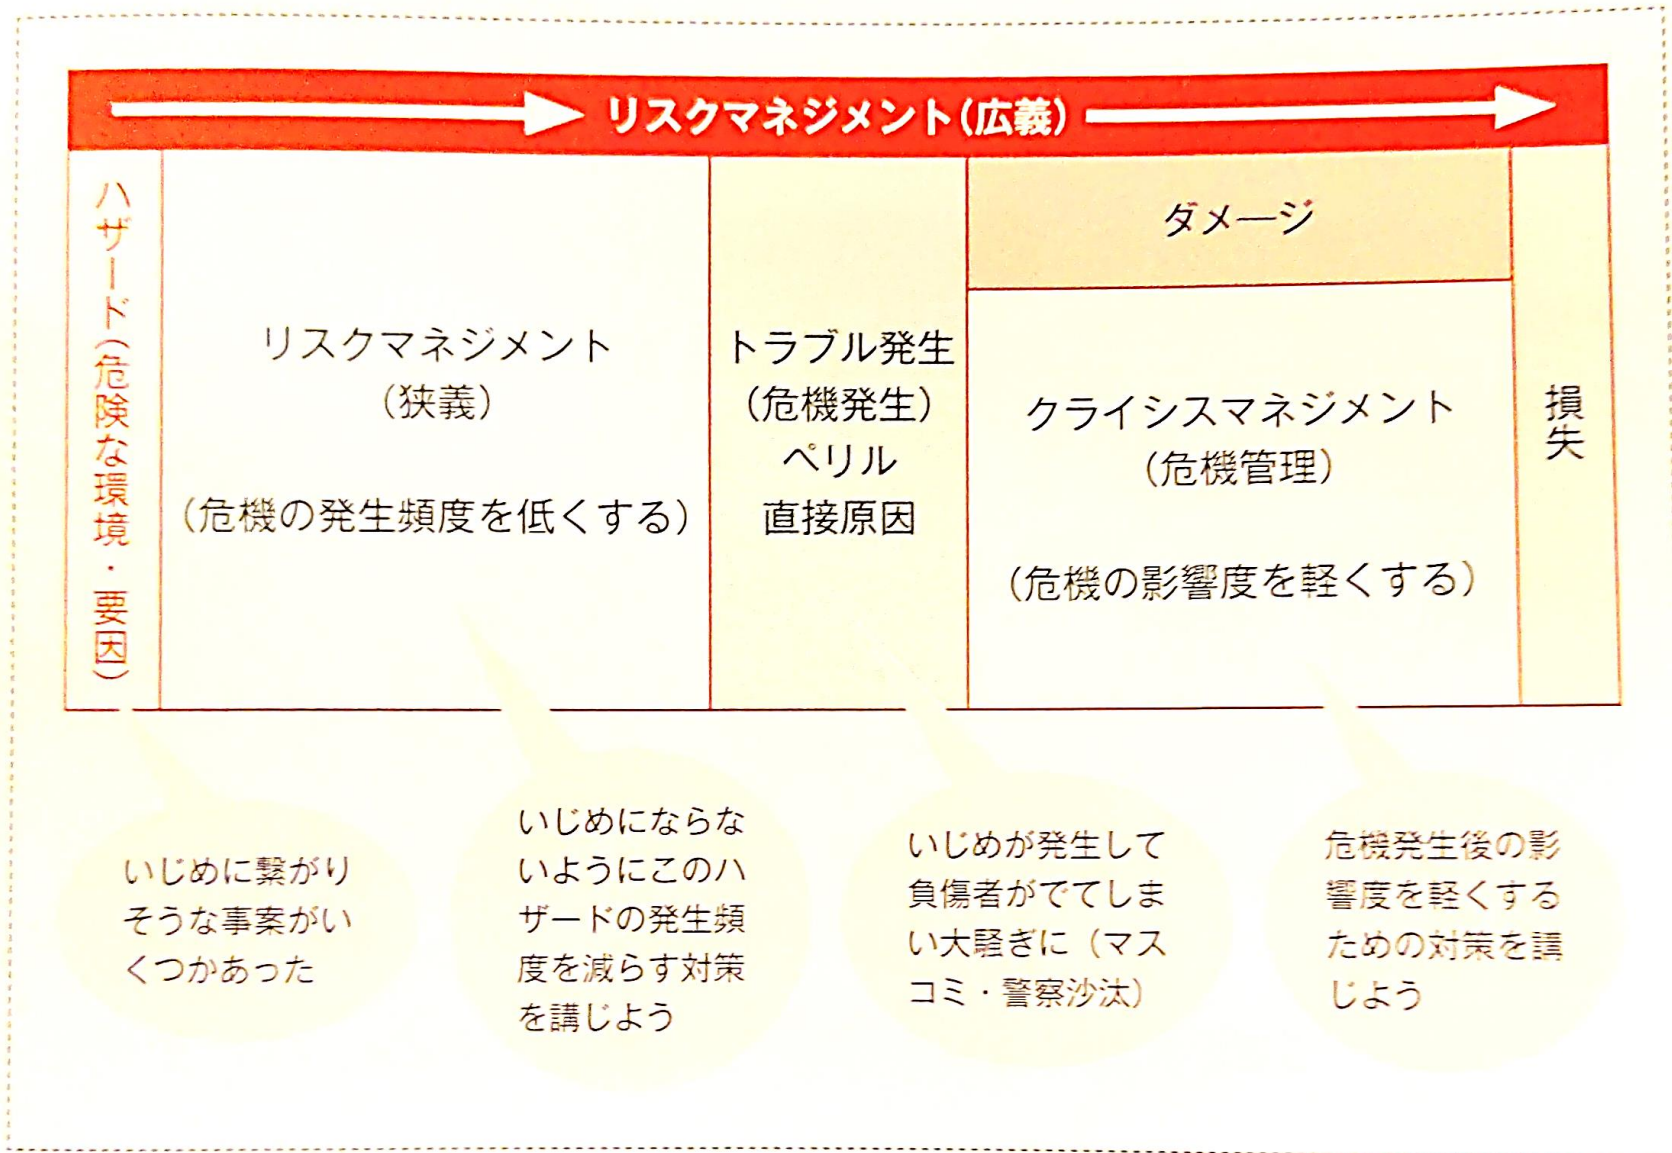 リスクマネジメント(広義)
ハザード(危険な環境・要因)
リスクマネジメント
(狭義)
(危機の発生頻度を低くする)
トラブル発生
(危機発生)
ペリル
直接原因
ダメージ
クライシスマネジメント
(危機管理)
(危機の影響度を軽くする)
損失
いじめに繋がり
そうな事案がい
くつかあった
いじめにならな
いようにこのハ
ザードの発生頻
度を減らす対策
を講じよう
いじめが発生して
負傷者がでてしま
い大騒ぎに(マス
コミ・警察沙汰)
危機発生後の影
響度を軽くする
ための対策を講
じよう